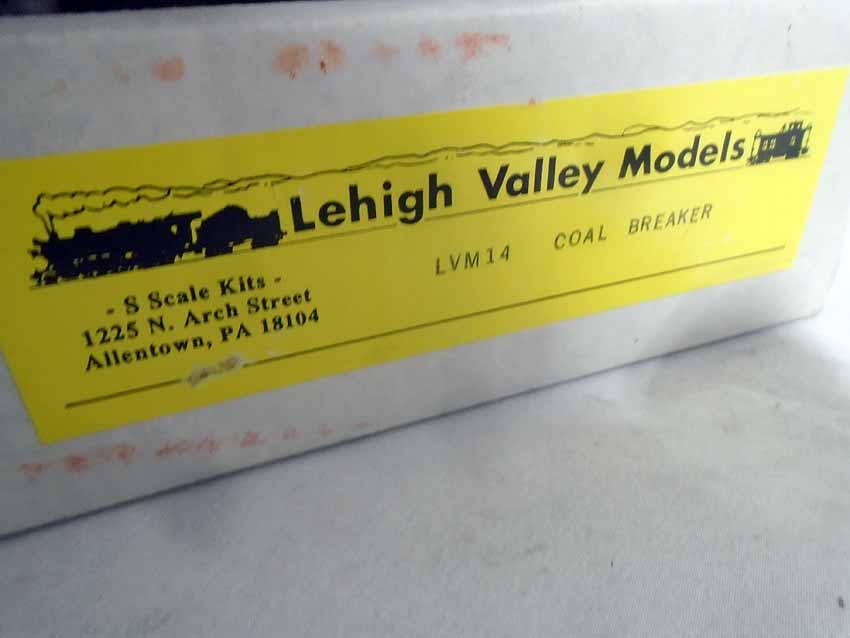 Lehigh Valley Models
LVM14 COAL BREAKER
- S Scale Kits -
1225 N. Arch Street
Allentown, PA 18104